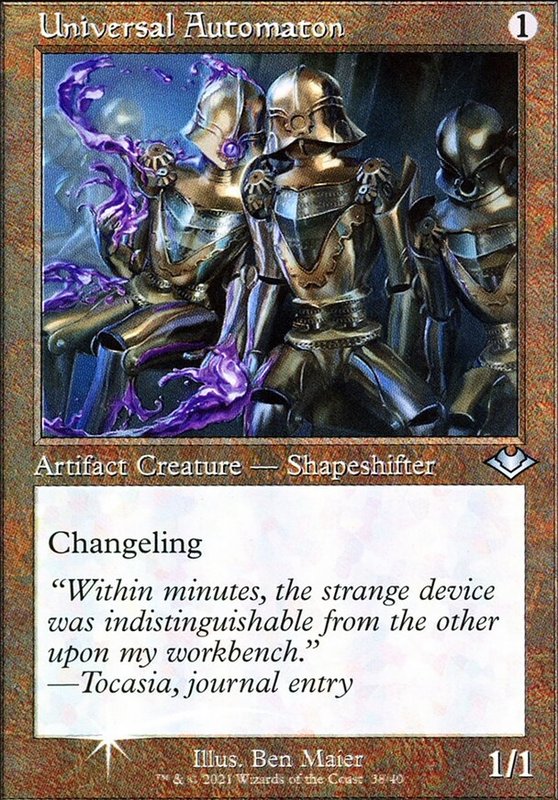 Universal Automaton 1
Artifact Creature — Shapeshifter
Changeling
“Within minutes, the strange device
was indistinguishable from the other
upon my workbench.”
—Tocasia, journal entry
Illus. Ben Maier
™ & © 2021 Wizards of the Coast 38/40
1/1